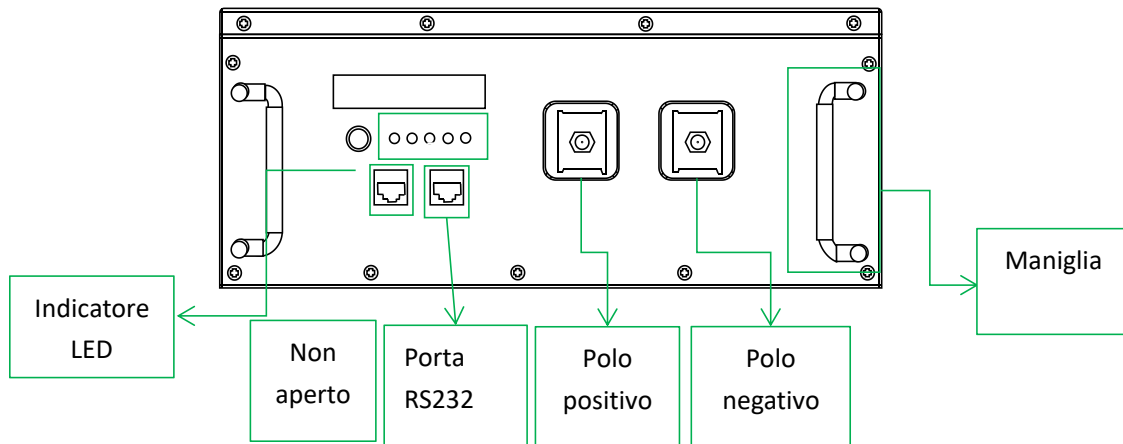 Maniglia
Indicatore
LED
Non
aperto
Porta
RS232
Polo
positivo
Polo
negativo